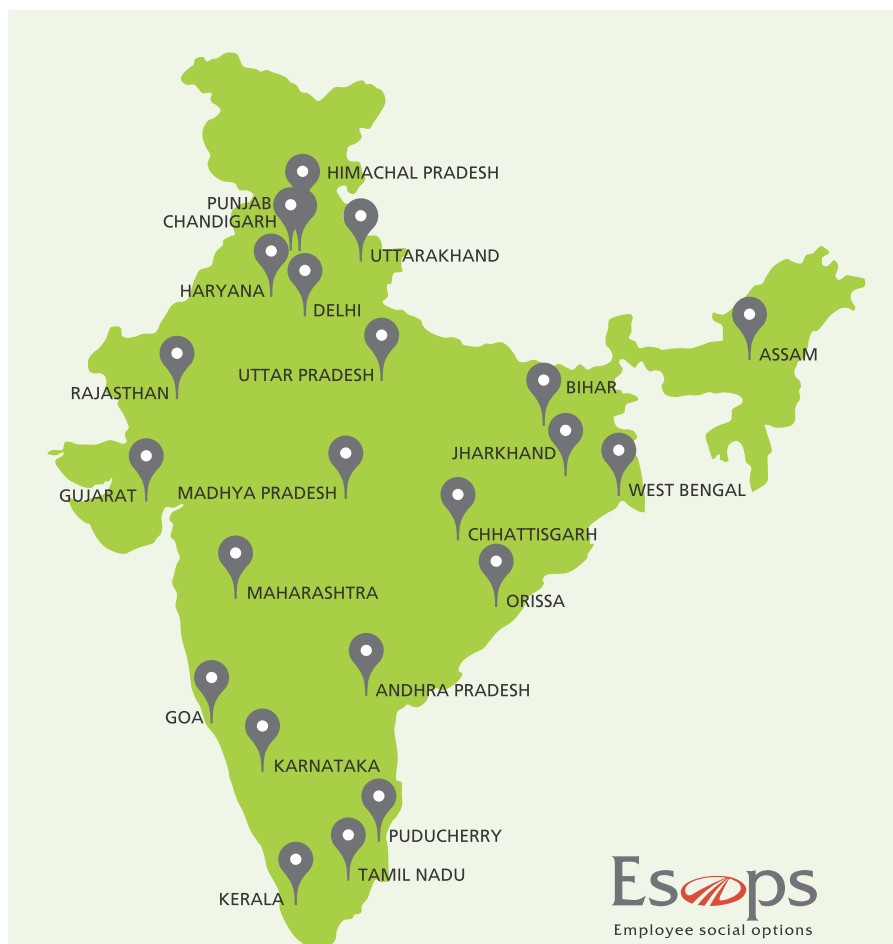 HIMACHAL PRADESH
PUNJAB
CHANDIGARH
UTTARAKHAND
HARYANA
DELHI
ASSAM
UTTAR PRADESH
BIHAR
RAJASTHAN
JHARKHAND
WEST BENGAL
MADHYA PRADESH
GUJARAT
CHHATTISGARH
MAHARASHTRA
ORISSA
ANDHRA PRADESH
GOA
KARNATAKA
PUDUCHERRY
TAMIL NADU
KERALA
Esops
Employee social options